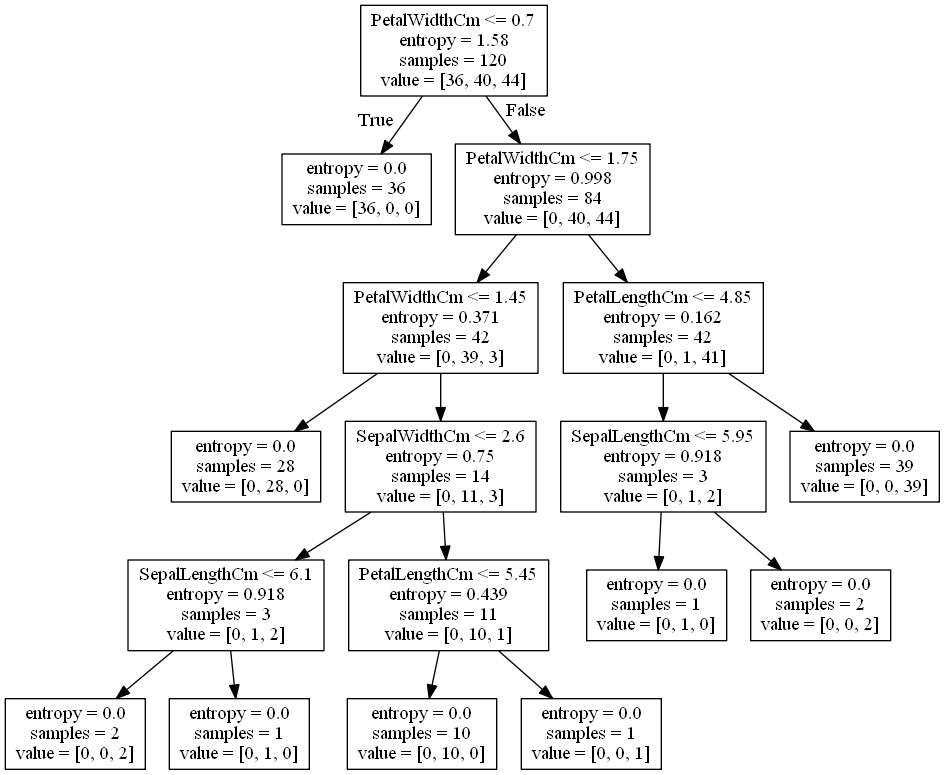 PetalWidthCm <= 0.7
entropy = 1.58
samples = 120
value = [36, 40, 44]
True
False
entropy = 0.0
samples = 36
value = [36, 0, 0]
PetalWidthCm <= 1.75
entropy = 0.998
samples = 84
value = [0, 40, 44]
PetalWidthCm <= 1.45
entropy = 0.371
samples = 42
value = [0, 39, 3]
PetalLengthCm <= 4.85
entropy = 0.162
samples = 42
value = [0, 1, 41]
entropy = 0.0
samples = 28
value = [0, 28, 0]
SepalWidthCm <= 2.6
entropy = 0.75
samples = 14
value = [0, 11, 3]
SepalLengthCm <= 5.95
entropy = 0.918
samples = 3
value = [0, 1, 2]
entropy = 0.0
samples = 39
value = [0, 0, 39]
SepalLengthCm <= 6.1
entropy = 0.918
samples = 3
value = [0, 1, 2]
PetalLengthCm <= 5.45
entropy = 0.439
samples = 11
value = [0, 10, 1]
entropy = 0.0
samples = 1
value = [0, 1, 0]
entropy = 0.0
samples = 2
value = [0, 0, 2]
entropy = 0.0
samples = 2
value = [0, 0, 2]
entropy = 0.0
samples = 1
value = [0, 1, 0]
entropy = 0.0
samples = 10
value = [0, 10, 0]
entropy = 0.0
samples = 1
value = [0, 0, 1]